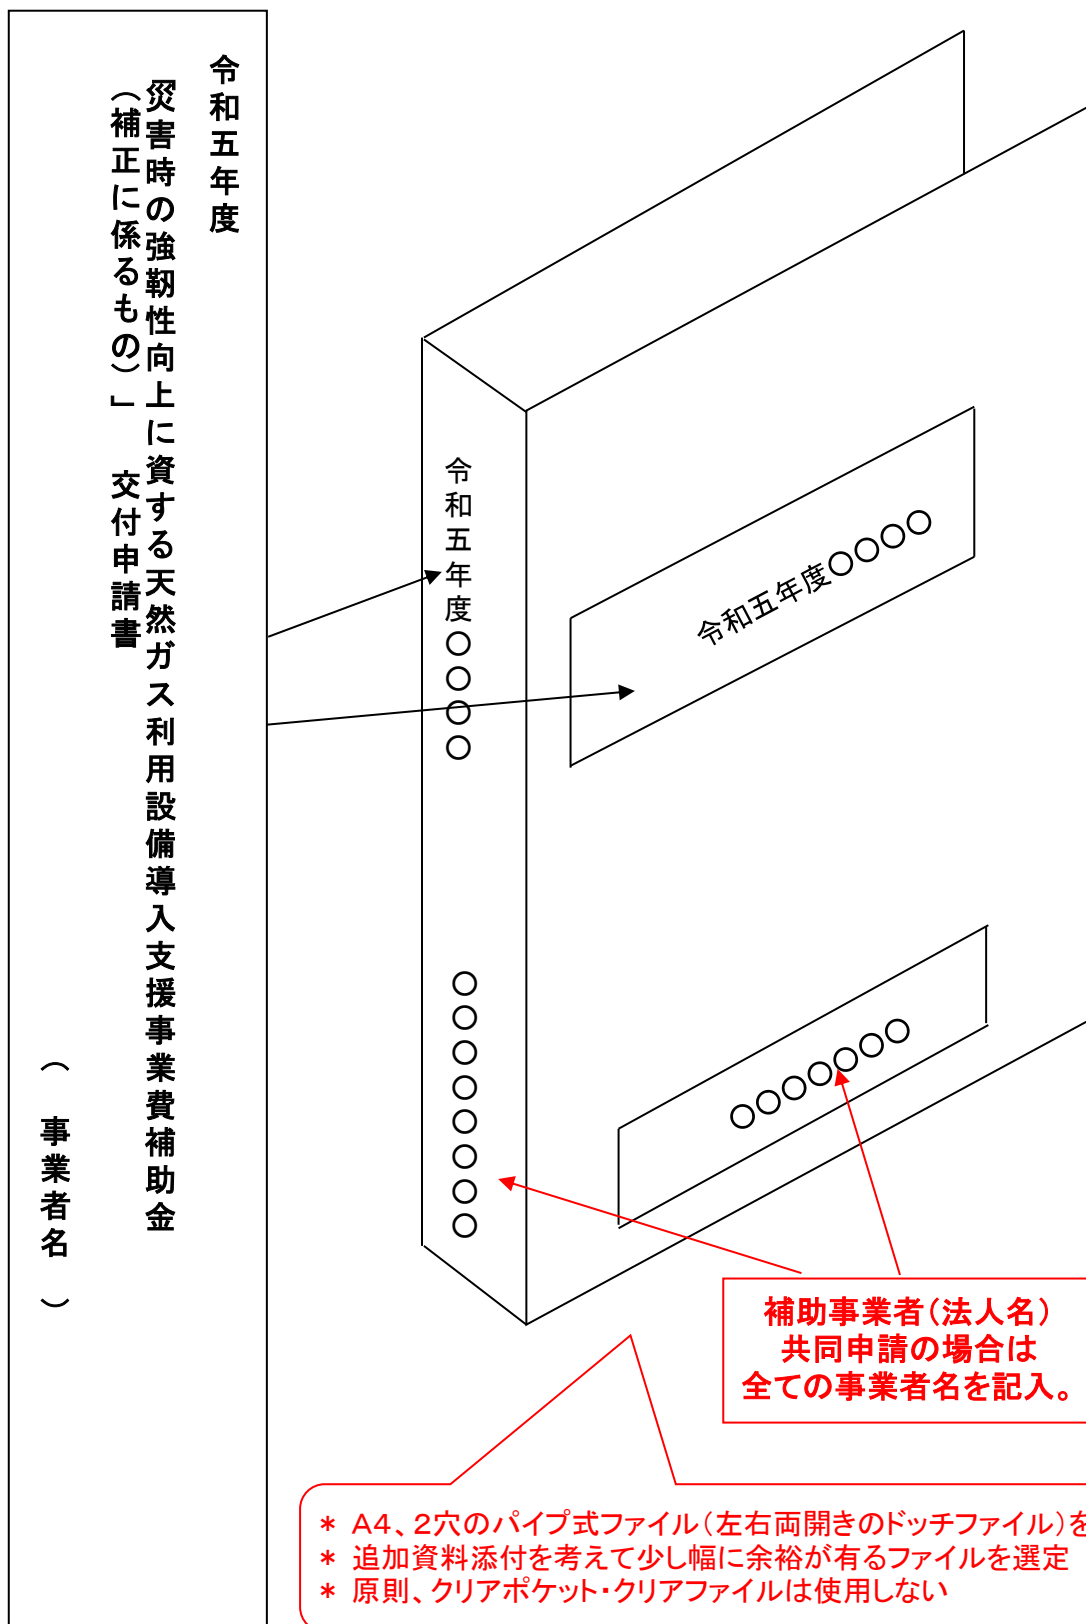 令和五年度
災害時の強靭性向上に資する天然ガス利用設備導入支援事業費補助金
（補正に係るもの）」　交付申請書
（　事業者名　）
令和五年度〇〇〇〇
〇〇〇〇〇〇〇〇
令和五年度〇〇〇〇
〇〇〇〇〇〇〇
補助事業者（法人名）
共同申請の場合は
全ての事業者名を記入。
＊ A4、2穴のパイプ式ファイル（左右両開きのドッチファイル）を
＊ 追加資料添付を考えて少し幅に余裕が有るファイルを選定
＊ 原則、クリアポケット・クリアファイルは使用しない